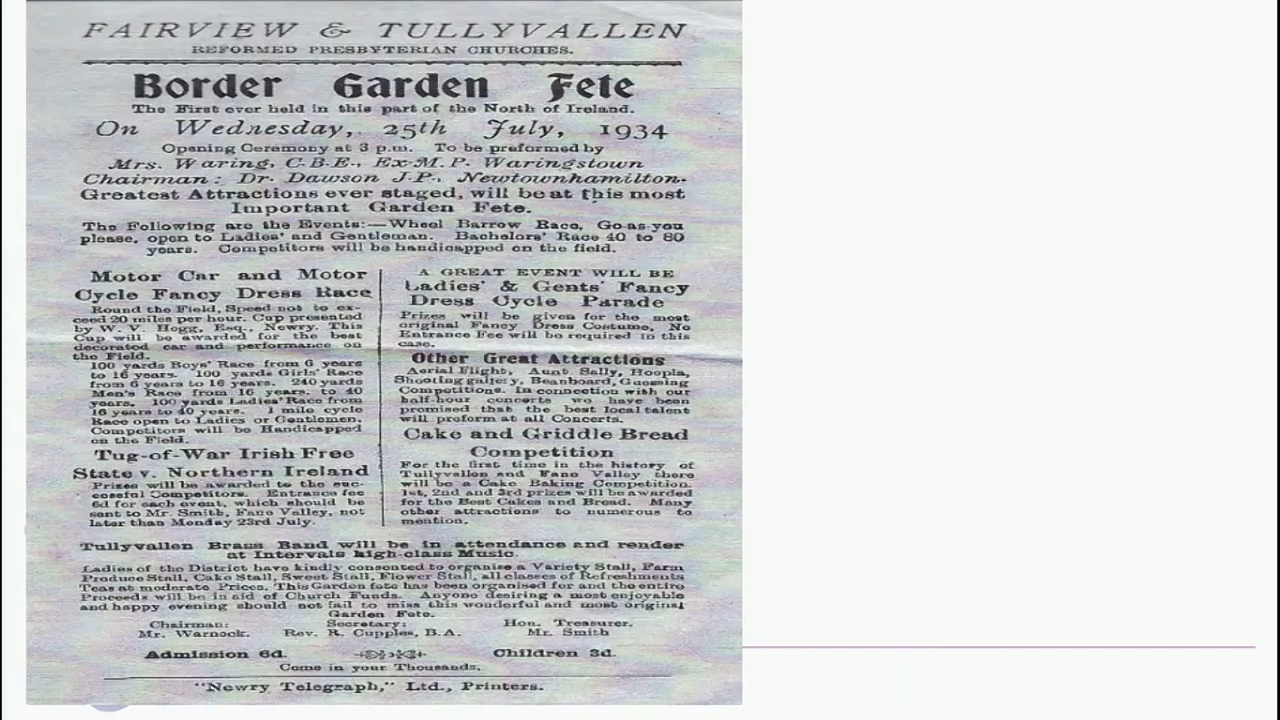 FAIRVIEW & TULLYVALLEN
REFORMED PRESBYTERIAN CHURCHES.
Border Garden Fete
The First ever held in this part of the North of Ireland.
On Wednesday, 25th July, 1934
Opening Ceremony at 3 p.m. To be preformed by
Mrs. Waring, C.B.E., Ex-M.P. Waringstown
Chairman: Dr. Dawson J.P., Newtownhamilton.
Greatest Attractions ever staged, will be at this most
Important Garden Fete.
The Following are the Events:—Wheel Barrow Race, Go-as-you
please, open to Ladies' and Gentleman. Bachelors' Race 40 to 80
years. Competitors will be handicapped on the field.
Motor Car and Motor
Cycle Fancy Dress Race
Round the Field, Speed not to ex-
ceed 20 miles per hour. Cup presented
by W. V. Hogg, Esq., Newry. This
Cup will be awarded for the best
decorated car and performance on
the Field.
100 yards Boys' Race from 6 years
to 16 years. 100 yards Girls' Race
from 6 years to 16 years. 240 yards
Men's Race from 16 years. to 40
years. 100 yards Ladies' Race from
16 years to 40 years. 1 mile cycle
Race open to Ladies or Gentlemen.
Competitors will be Handicapped
on the Field.
Tug-of-War Irish Free
State v. Northern Ireland
Prizes will be awarded to the suc-
cessful Competitors. Entrance fee
6d for each event, which should be
sent to Mr. Smith, Fane Valley, not
later than Monday 23rd July.
A GREAT EVENT WILL BE
Ladies' & Gents' Fancy
Dress Cycle Parade
Prizes will be given for the most
original Fancy Dress Costume, No
Entrance Fee will be required in this
case.
Other Great Attractions
Aerial Flight, Aunt Sally, Hoopla,
Shooting gallery, Beanboard, Guessing
Competitions. In connection with our
half-hour concerts we have been
promised that the best local talent
will preform at all Concerts.
Cake and Griddle Bread
Competition
For the first time in the history of
Tullyvallen and Fane Valley there
will be a Cake Baking Competition.
1st, 2nd and 3rd prizes will be awarded
for the Best Cakes and Bread. Many
other attractions to numerous to
mention.
Tullyvallen Brass Band will be in attendance and render
at Intervals high-class Music.
Ladies of the District have kindly consented to organise a Variety Stall, Farm
Produce Stall, Cake Stall, Sweet Stall, Flower Stall, all classes of Refreshments
Teas at moderate Prices. This Garden fete has been organised for and the entire
Proceeds will be in aid of Church Funds. Anyone desiring a most enjoyable
and happy evening should not fail to miss this wonderful and most original
Garden Fete.
Chairman: Secretary: Hon. Treasurer.
Mr. Warnock. Rev. R. Cupples, B.A. Mr. Smith
Admission 6d. Children 3d.
Come in your Thousands.
"Newry Telegraph," Ltd., Printers.